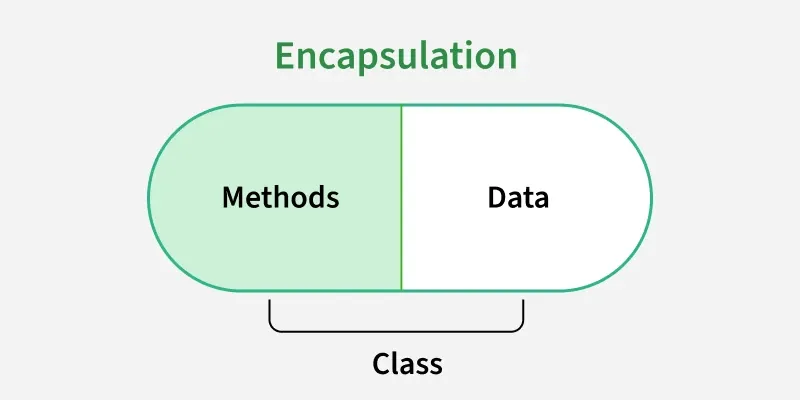 Encapsulation
Methods
Data
Class